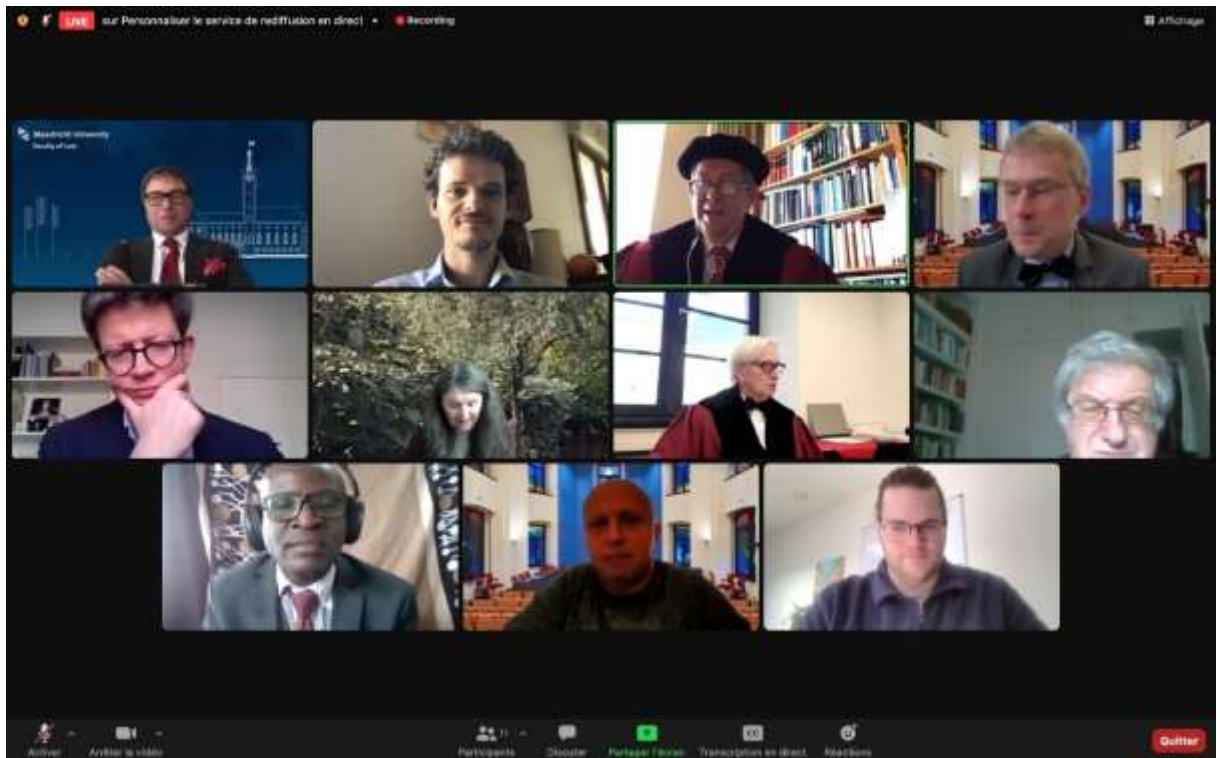 LIVE sur Personnaliser le service de rediffusion en direct Recording
Affichage
Maastricht University
Faculty of Law
Activer
Arrêter la vidéo
Participants 11
Discuter
Partager l'écran
Transcription en direct
Réactions
Quitter